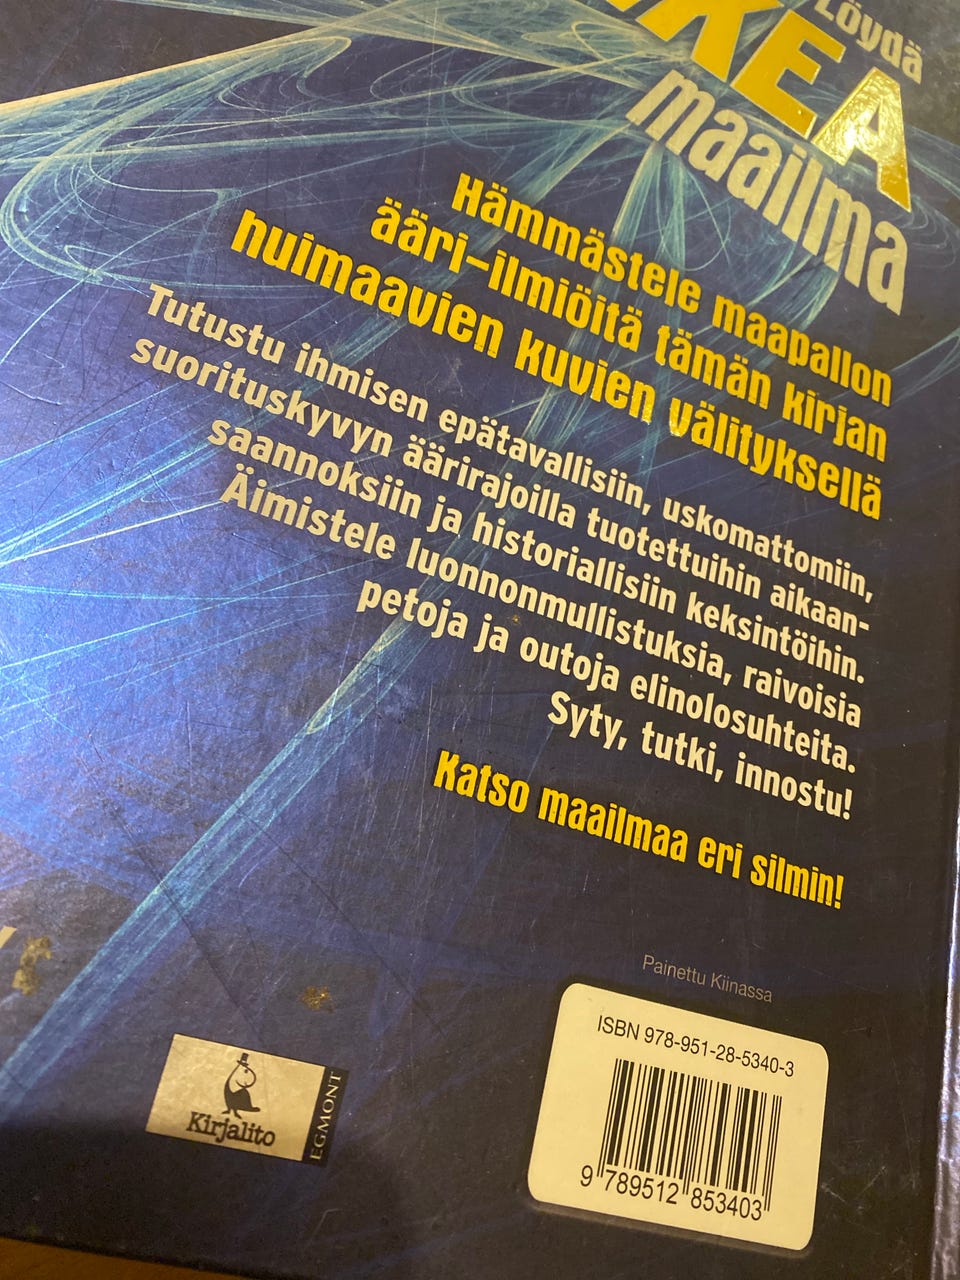 Löydä
maailma
Hämmästele maapallon
ääri-ilmiöitä tämän kirjan
huimaavien kuvien välityksellä
Tutustu ihmisen epätavallisiin, uskomattomiin,
suorituskyvyn äärirajoilla tuotettuihin aikaan-
saannoksiin ja historiallisiin keksintöihin.
Äimistele luonnonmullistuksia, raivoisia
petoja ja outoja elinolosuhteita.
Syty, tutki, innostu!
Katso maailmaa eri silmin!
Painettu Kiinassa
ISBN 978-951-28-5340-3
9 789512 853403
Kirjalito
EGMONT